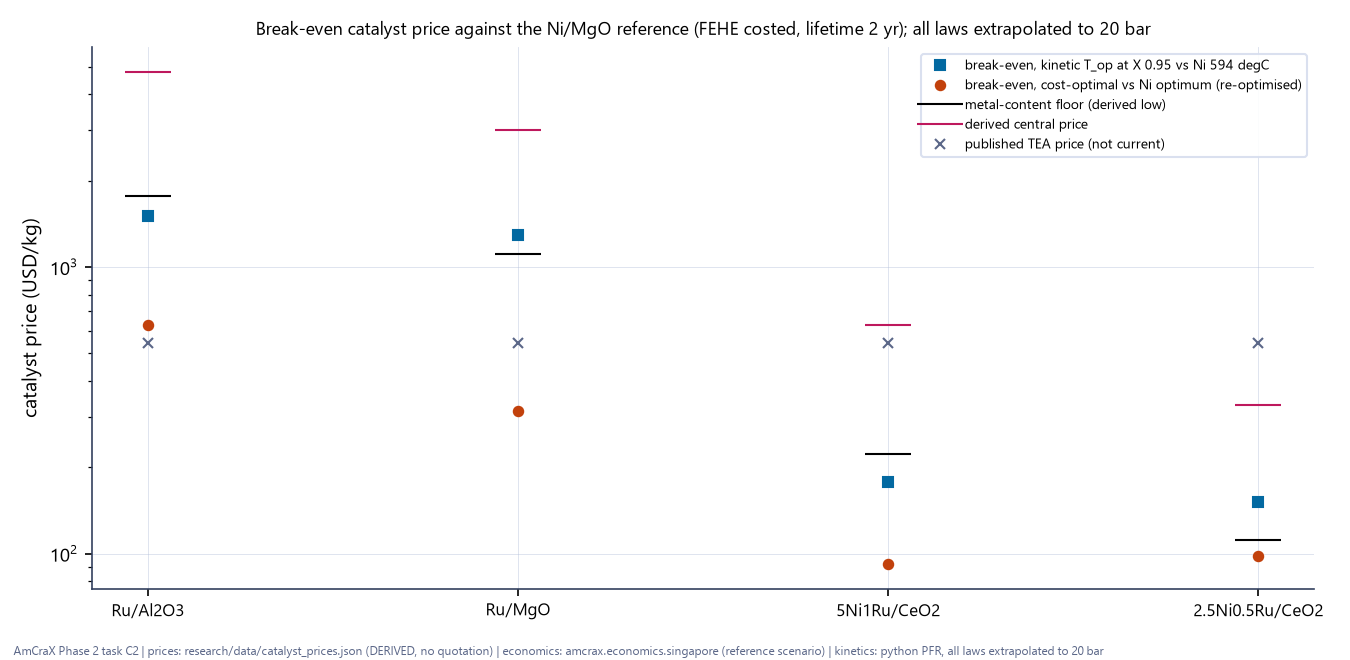 Break-even catalyst price against the Ni/MgO reference (FEHE costed, lifetime 2 yr); all laws extrapolated to 20 bar
break-even, kinetic T_op at X 0.95 vs Ni 594 degC
break-even, cost-optimal vs Ni optimum (re-optimised)
metal-content floor (derived low)
derived central price
published TEA price (not current)
catalyst price (USD/kg)
10³
10²
Ru/Al2O3
Ru/MgO
5Ni1Ru/CeO2
2.5Ni0.5Ru/CeO2
AmCraX Phase 2 task C2 | prices: research/data/catalyst_prices.json (DERIVED, no quotation) | economics: amcrax.economics.singapore (reference scenario) | kinetics: python PFR, all laws extrapolated to 20 bar